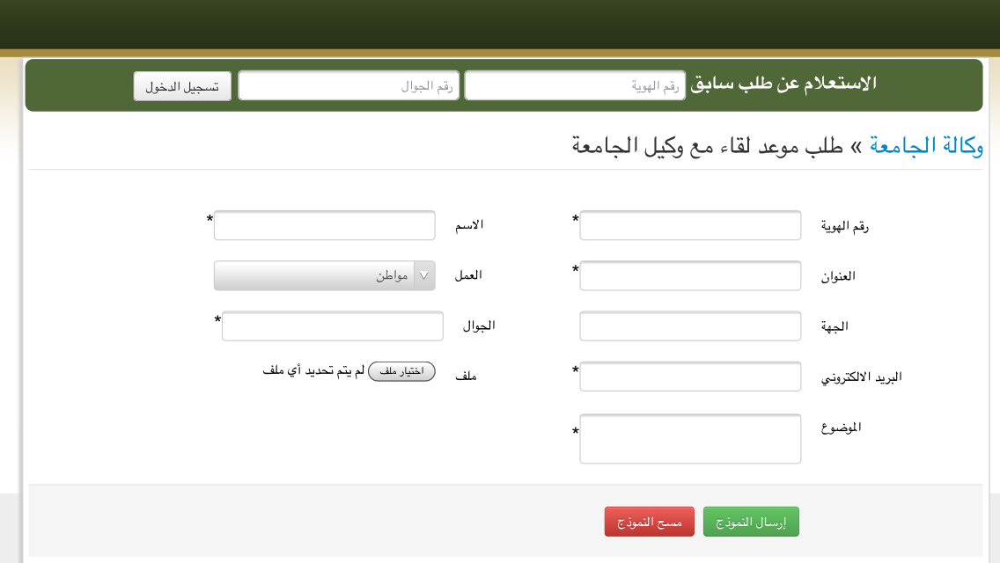 الاستعلام عن طلب سابق رقم الهوية رقم الجوال تسجيل الدخول
وكالة الجامعة » طلب موعد لقاء مع وكيل الجامعة
رقم الهوية * الاسم *
العنوان * العمل مواطن
الجهة الجوال *
البريد الالكتروني * ملف اختيار ملف لم يتم تحديد أي ملف
الموضوع *
إرسال النموذج مسح النموذج